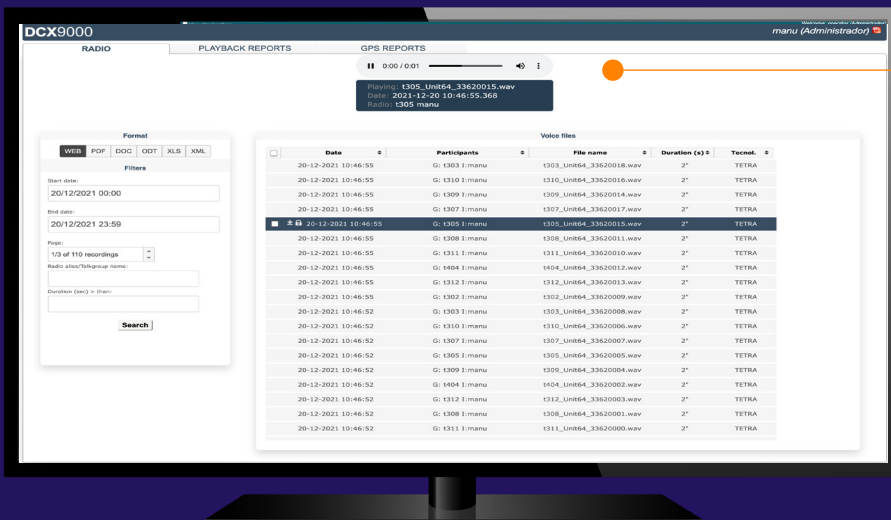 DCX9000
manu (Administrador)
RADIO PLAYBACK REPORTS GPS REPORTS
0:00 / 0:01
Playing: t305_Unit64_33620015.wav
Date: 2021-12-20 10:46:55.368
Radio: t305 manu
Format
WEB PDF DOC ODT XLS XML
Filters
Start date:
20/12/2021 00:00
End date:
20/12/2021 23:59
Page:
1/3 of 110 recordings
Radio alias/Talkgroup name:
Duration (sec) > than:
Search
Voice files
Date Participants File name Duration (s) Tecnol.
20-12-2021 10:46:55 G: t303 I:manu t303_Unit64_33620018.wav 2" TETRA
20-12-2021 10:46:55 G: t310 I:manu t310_Unit64_33620016.wav 2" TETRA
20-12-2021 10:46:55 G: t309 I:manu t309_Unit64_33620014.wav 2" TETRA
20-12-2021 10:46:55 G: t307 I:manu t307_Unit64_33620017.wav 2" TETRA
20-12-2021 10:46:55 G: t305 I:manu t305_Unit64_33620015.wav 2" TETRA
20-12-2021 10:46:55 G: t308 I:manu t308_Unit64_33620011.wav 2" TETRA
20-12-2021 10:46:55 G: t311 I:manu t311_Unit64_33620010.wav 2" TETRA
20-12-2021 10:46:55 G: t404 I:manu t404_Unit64_33620012.wav 2" TETRA
20-12-2021 10:46:55 G: t312 I:manu t312_Unit64_33620013.wav 2" TETRA
20-12-2021 10:46:55 G: t302 I:manu t302_Unit64_33620009.wav 2" TETRA
20-12-2021 10:46:52 G: t303 I:manu t303_Unit64_33620008.wav 2" TETRA
20-12-2021 10:46:52 G: t310 I:manu t310_Unit64_33620006.wav 2" TETRA
20-12-2021 10:46:52 G: t307 I:manu t307_Unit64_33620007.wav 2" TETRA
20-12-2021 10:46:52 G: t305 I:manu t305_Unit64_33620005.wav 2" TETRA
20-12-2021 10:46:52 G: t309 I:manu t309_Unit64_33620004.wav 2" TETRA
20-12-2021 10:46:52 G: t404 I:manu t404_Unit64_33620002.wav 2" TETRA
20-12-2021 10:46:52 G: t312 I:manu t312_Unit64_33620003.wav 2" TETRA
20-12-2021 10:46:52 G: t308 I:manu t308_Unit64_33620001.wav 2" TETRA
20-12-2021 10:46:52 G: t311 I:manu t311_Unit64_33620000.wav 2" TETRA